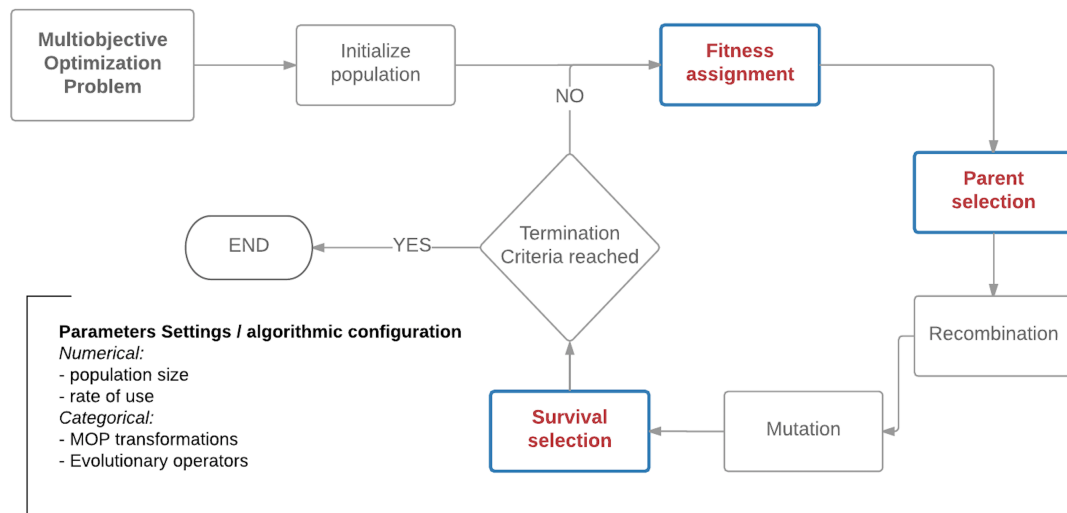 Multiobjective
Optimization
Problem
Initialize
population
Fitness
assignment
NO
Parent
selection
Termination
Criteria reached
YES
END
Recombination
Mutation
Survival
selection
Parameters Settings / algorithmic configuration
Numerical:
- population size
- rate of use
Categorical:
- MOP transformations
- Evolutionary operators